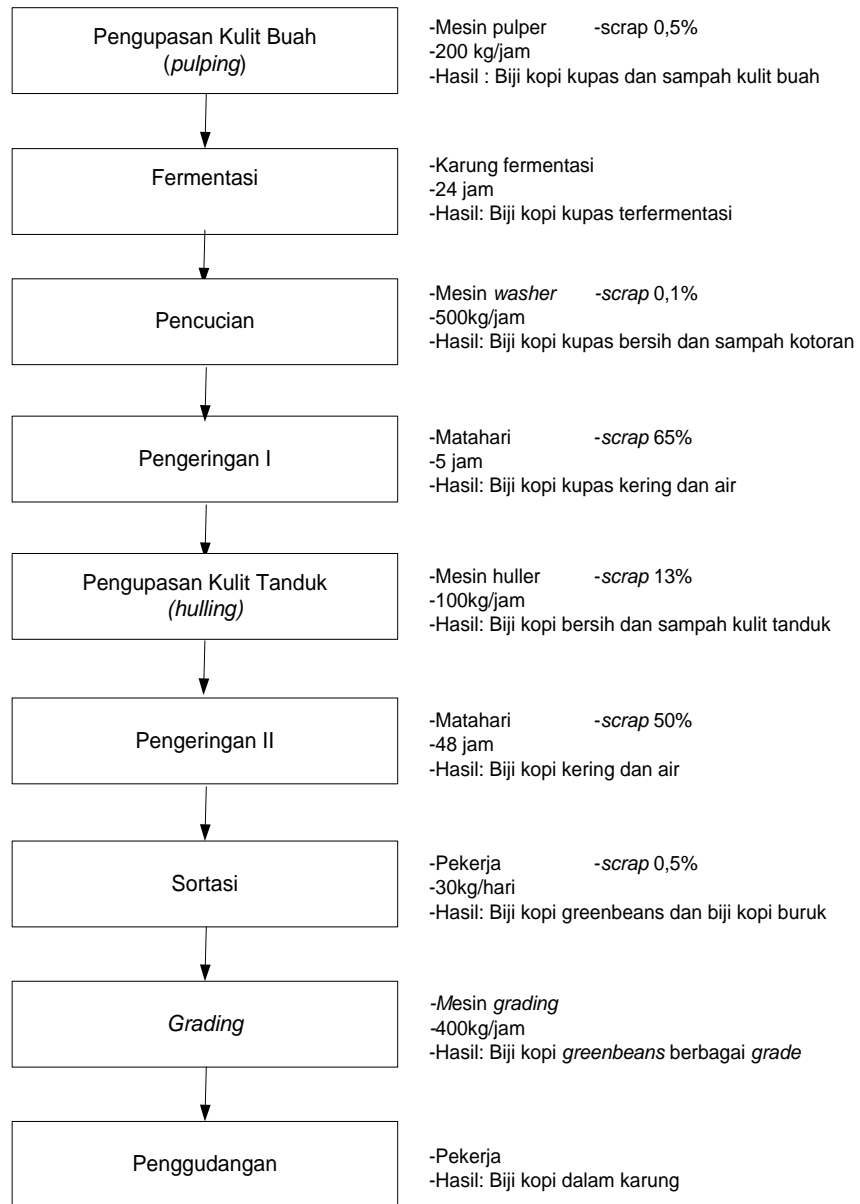 Pengupasan Kulit Buah
(pulping)
-Mesin pulper -scrap 0,5%
-200 kg/jam
-Hasil : Biji kopi kupas dan sampah kulit buah
Fermentasi
-Karung fermentasi
-24 jam
-Hasil: Biji kopi kupas terfermentasi
Pencucian
-Mesin washer -scrap 0,1%
-500kg/jam
-Hasil: Biji kopi kupas bersih dan sampah kotoran
Pengeringan I
-Matahari -scrap 65%
-5 jam
-Hasil: Biji kopi kupas kering dan air
Pengupasan Kulit Tanduk
(hulling)
-Mesin huller -scrap 13%
-100kg/jam
-Hasil: Biji kopi bersih dan sampah kulit tanduk
Pengeringan II
-Matahari -scrap 50%
-48 jam
-Hasil: Biji kopi kering dan air
Sortasi
-Pekerja -scrap 0,5%
-30kg/hari
-Hasil: Biji kopi greenbeans dan biji kopi buruk
Grading
-Mesin grading
-400kg/jam
-Hasil: Biji kopi greenbeans berbagai grade
Penggudangan
-Pekerja
-Hasil: Biji kopi dalam karung